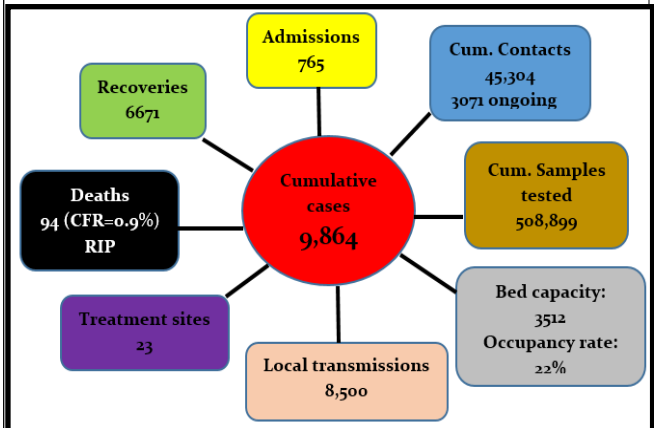 Admissions
765
Cum. Contacts
45,304
3071 ongoing
Recoveries
6671
Cumulative
cases
9,864
Cum. Samples
tested
508,899
Deaths
94 (CFR=0.9%)
RIP
Bed capacity:
3512
Occupancy rate:
22%
Treatment sites
23
Local transmissions
8,500